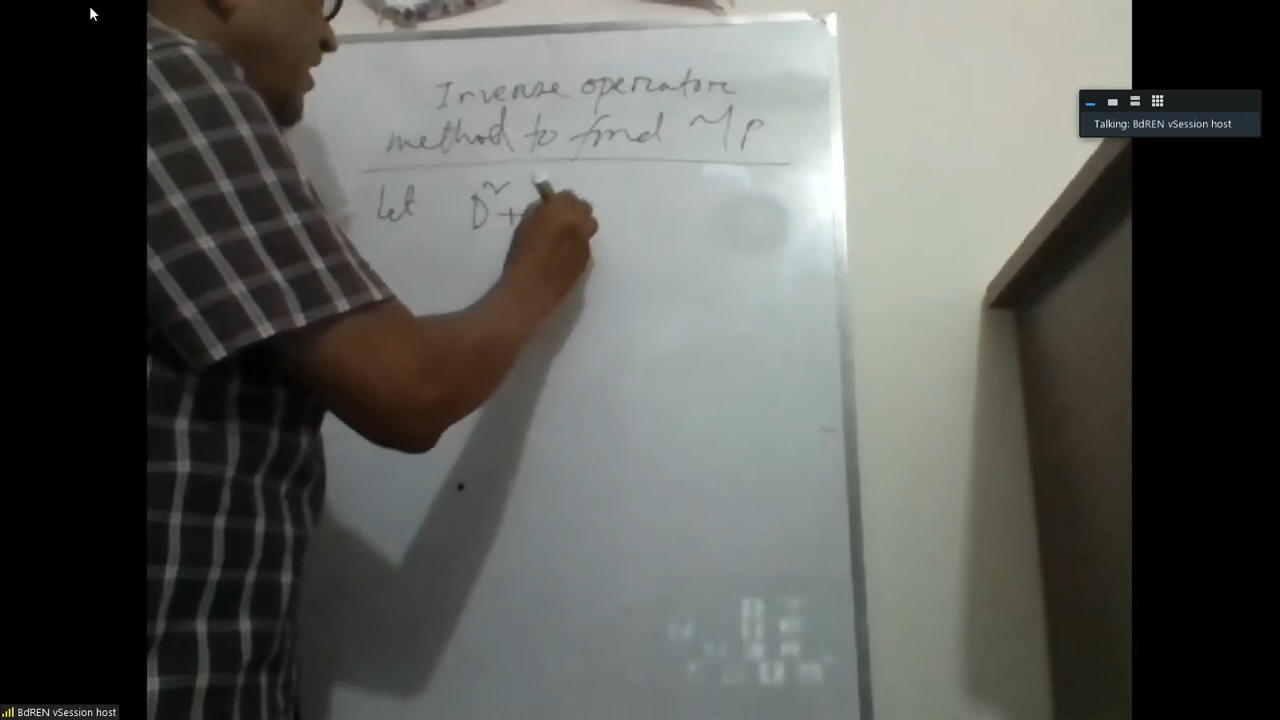 Inverse operator
method to find yp
Let D² +
Talking: BdREN vSession host
BdREN vSession host